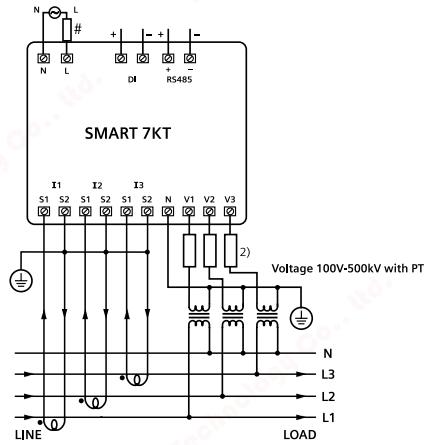 N L
#
+ − + −
N L DI + − RS485
SMART 7KT
I1 I2 I3
S1 S2 S1 S2 S1 S2 N V1 V2 V3
2)
Voltage 100V-500kV with PT
N
L3
L2
L1
LINE LOAD